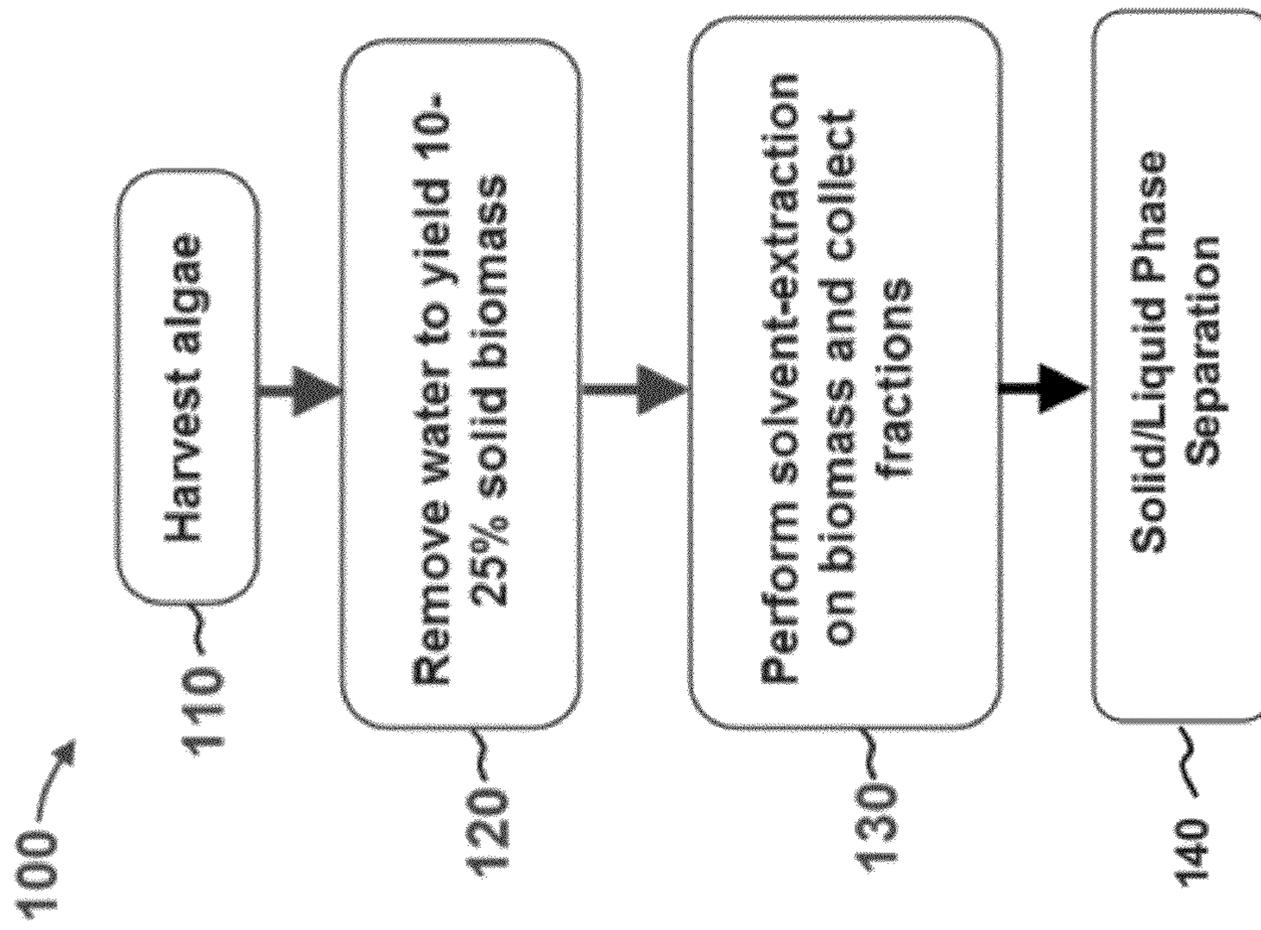 100
110
Harvest algae
120
Remove water to yield 10-
25% solid biomass
130
Perform solvent-extraction
on biomass and collect
fractions
140
Solid/Liquid Phase
Separation